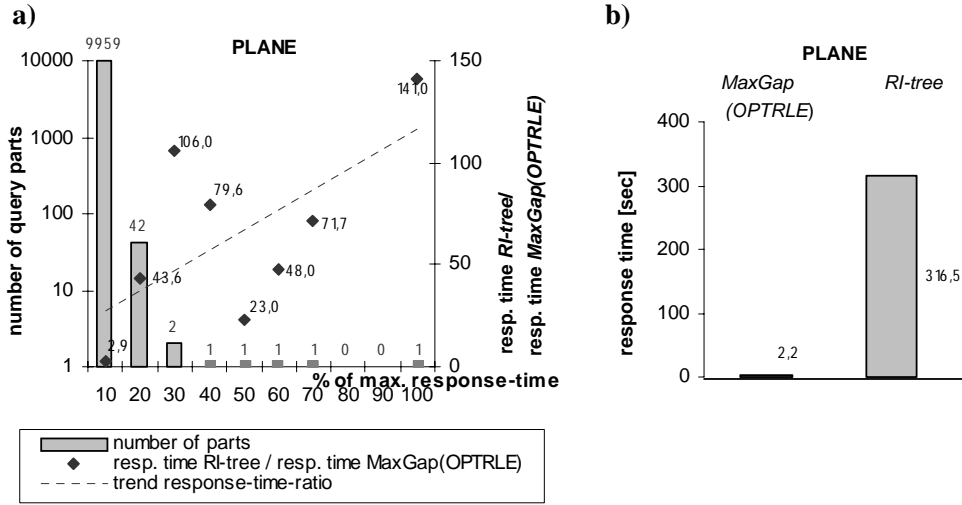 a)
PLANE
9959
10000
1000
100
10
1
number of query parts
42
2
1
1
1
1
0
0
1
2,9
43,6
106,0
79,6
23,0
48,0
71,7
141,0
150
100
50
0
resp. time RI-tree/
resp. time MaxGap(OPTRLE)
10 20 30 40 50 60 70 80 90 100
% of max. response-time
number of parts
resp. time RI-tree / resp. time MaxGap(OPTRLE)
trend response-time-ratio
b)
PLANE
MaxGap
(OPTRLE)
RI-tree
400
300
200
100
0
response time [sec]
2,2
316,5